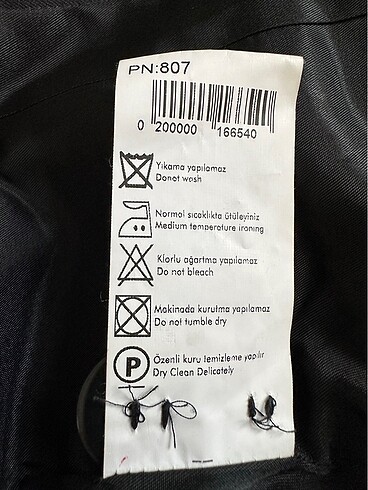 PN:807
0 200000 166540
Yıkama yapılamaz
Donot wash
Normal sıcaklıkta ütüleyiniz
Medium temperature ironing
Klorlu ağartma yapılamaz
Do not bleach
Makinada kurutma yapılamaz
Do not tumble dry
P
Özenli kuru temizleme yapılır
Dry Clean Delicately